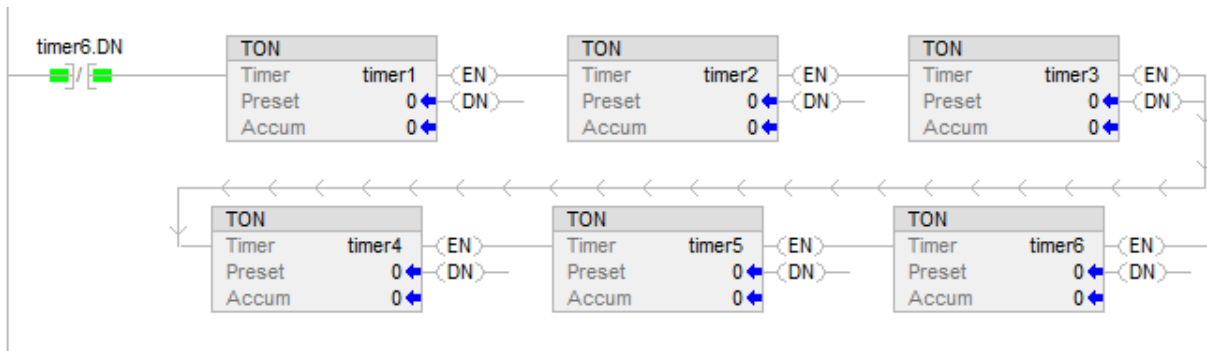 timer6.DN
TON TON TON
Timer timer1 (EN) Timer timer2 (EN) Timer timer3 (EN)
Preset 0 (DN) Preset 0 (DN) Preset 0 (DN)
Accum 0 Accum 0 Accum 0
TON TON TON
Timer timer4 (EN) Timer timer5 (EN) Timer timer6 (EN)
Preset 0 (DN) Preset 0 (DN) Preset 0 (DN)
Accum 0 Accum 0 Accum 0